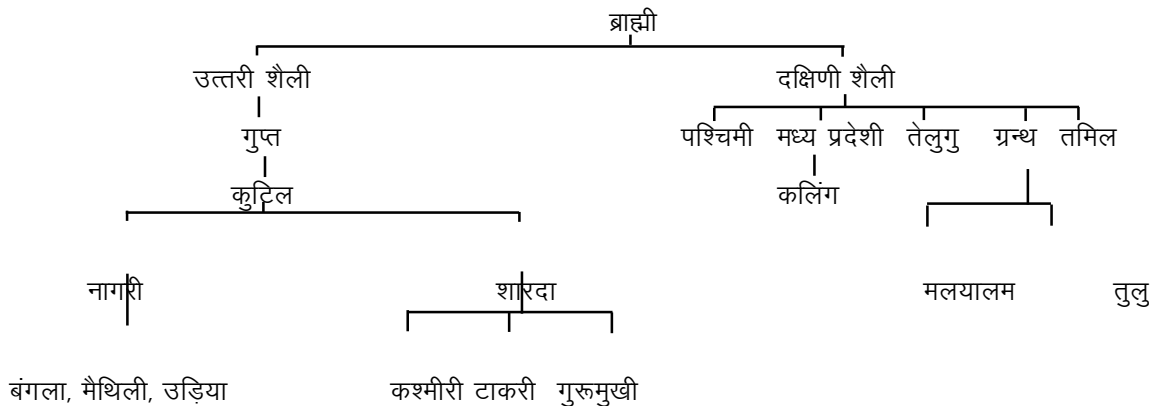 ब्राह्मी
उत्तरी शैली दक्षिणी शैली
गुप्त पश्चिमी मध्य प्रदेशी तेलुगु ग्रन्थ तमिल
कुटिल कलिंग
नागरी शारदा मलयालम तुलु
बंगला, मैथिली, उड़िया कश्मीरी टाकरी गुरूमुखी